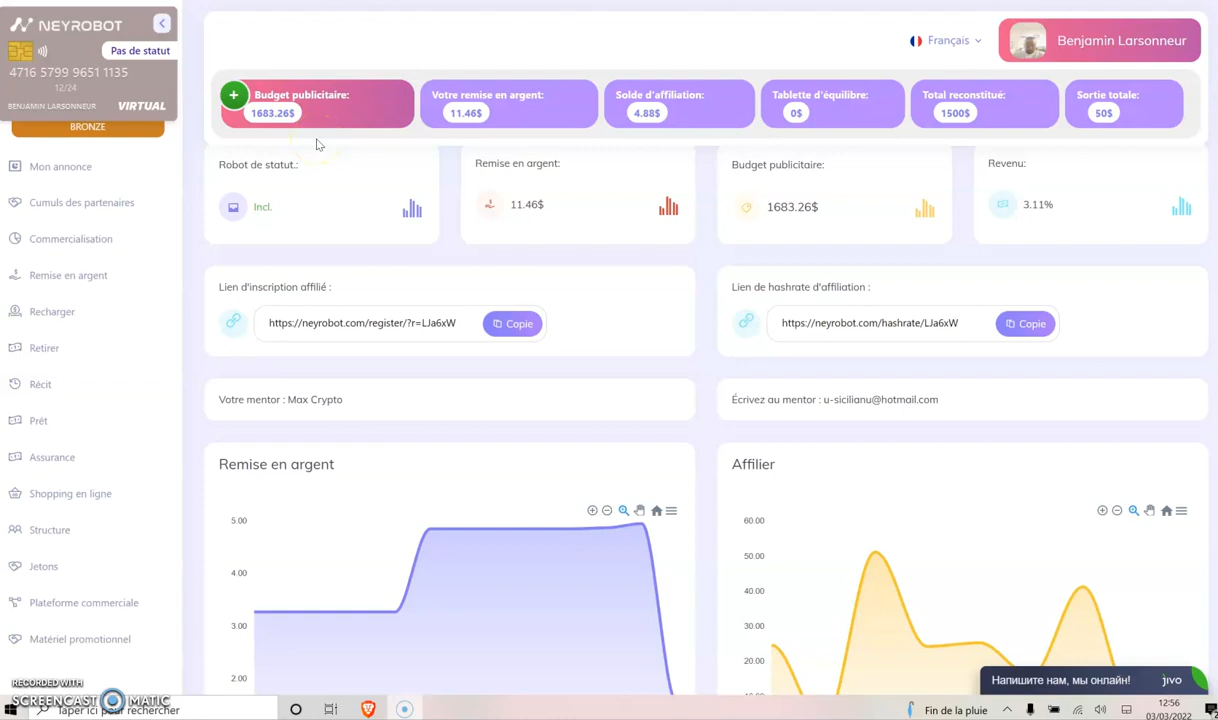 NEYROBOT
Pas de statut
4716 5799 9651 1135
12/24
BENJAMIN LARSONNEUR
VIRTUAL
BRONZE
Mon annonce
Cumuls des partenaires
Commercialisation
Remise en argent
Recharger
Retirer
Récit
Prêt
Assurance
Shopping en ligne
Structure
Jetons
Plateforme commerciale
Matériel promotionnel
Français
Benjamin Larsonneur
Budget publicitaire:
1683.26$
Votre remise en argent:
11.46$
Solde d'affiliation:
4.88$
Tablette d'équilibre:
0$
Total reconstitué:
1500$
Sortie totale:
50$
Robot de statut.:
Incl.
Remise en argent:
11.46$
Budget publicitaire:
1683.26$
Revenu:
3.11%
Lien d'inscription affilié :
https://neyrobot.com/register/?r=LJa6xW
Copie
Lien de hashrate d'affiliation :
https://neyrobot.com/hashrate/LJa6xW
Copie
Votre mentor : Max Crypto
Écrivez au mentor : u-sicilianu@hotmail.com
Remise en argent
5.00
4.00
3.00
2.00
Affilier
60.00
50.00
40.00
30.00
20.00
Напишите нам, мы онлайн!
jivo
RECORDED WITH
SCREENCAST MATIC
Taper ici pour rechercher
Fin de la pluie
12:56
03/03/2022